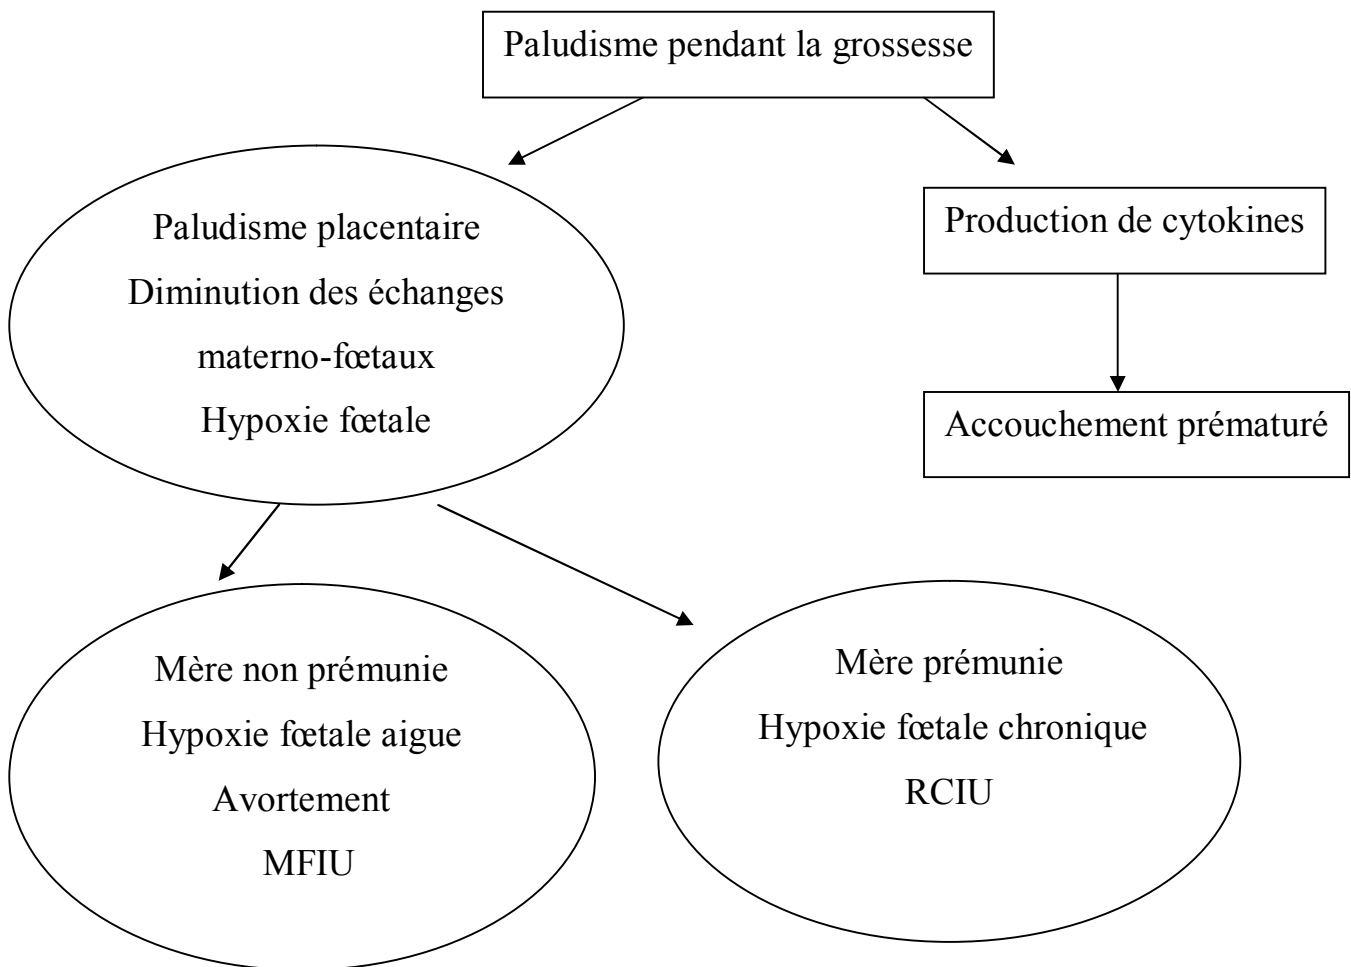 Paludisme pendant la grossesse
Paludisme placentaire
Diminution des échanges
materno-fœtaux
Hypoxie fœtale
Production de cytokines
Accouchement prématuré
Mère non prémunie
Hypoxie fœtale aigue
Avortement
MFIU
Mère prémunie
Hypoxie fœtale chronique
RCIU